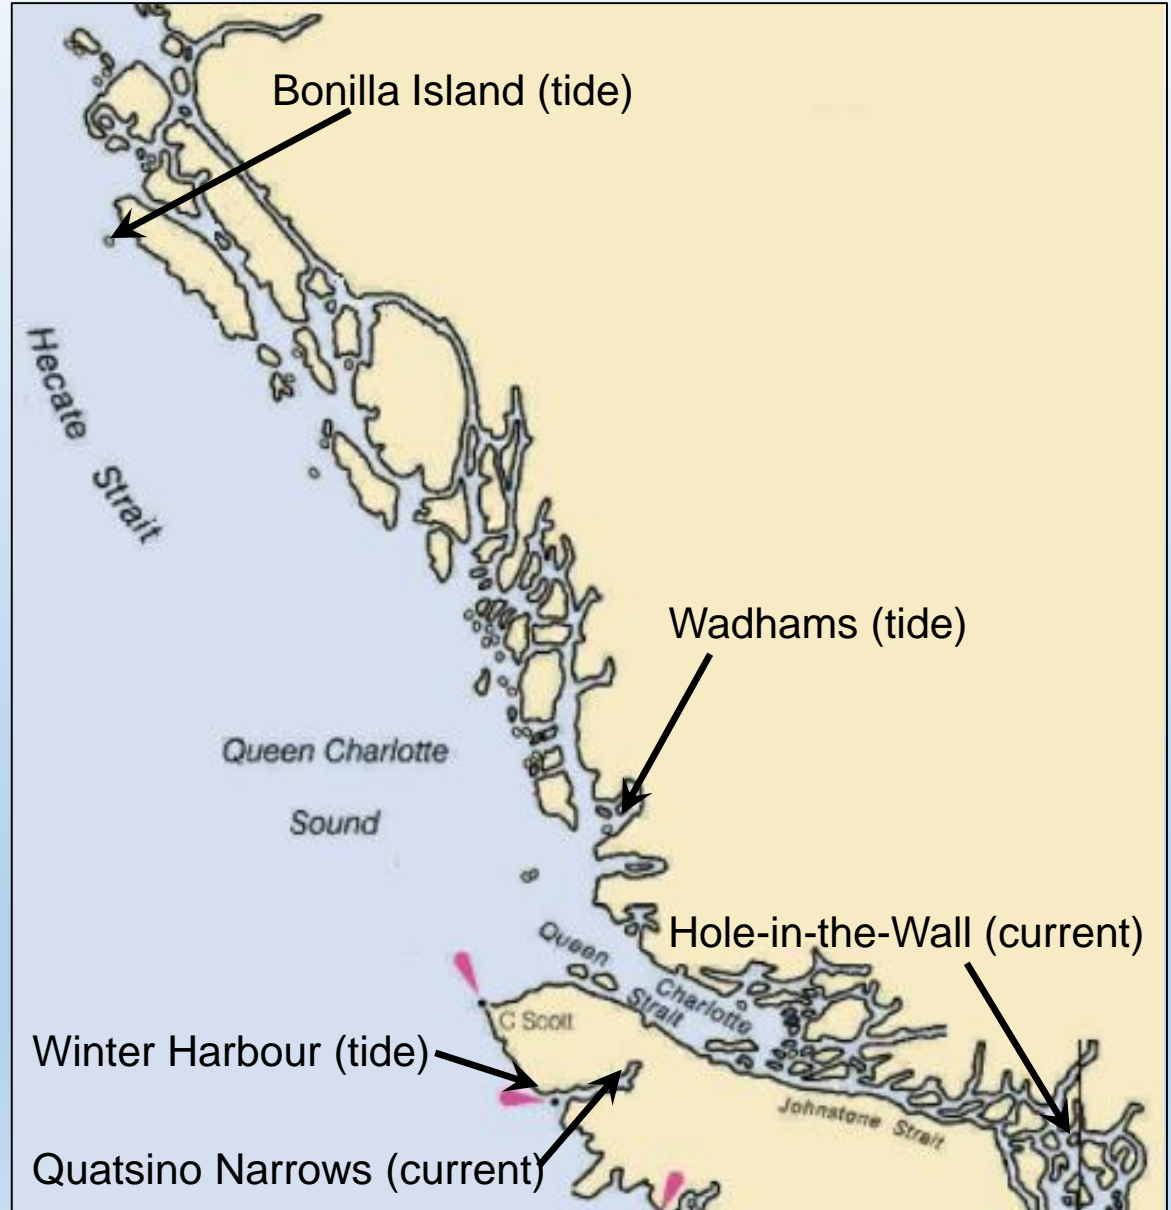 Bonilla Island (tide)
Hecate Strait
Wadhams (tide)
Queen Charlotte
Sound
Hole-in-the-Wall (current)
Queen Charlotte
Strait
C Scott
Winter Harbour (tide)
Johnstone Strait
Quatsino Narrows (current)